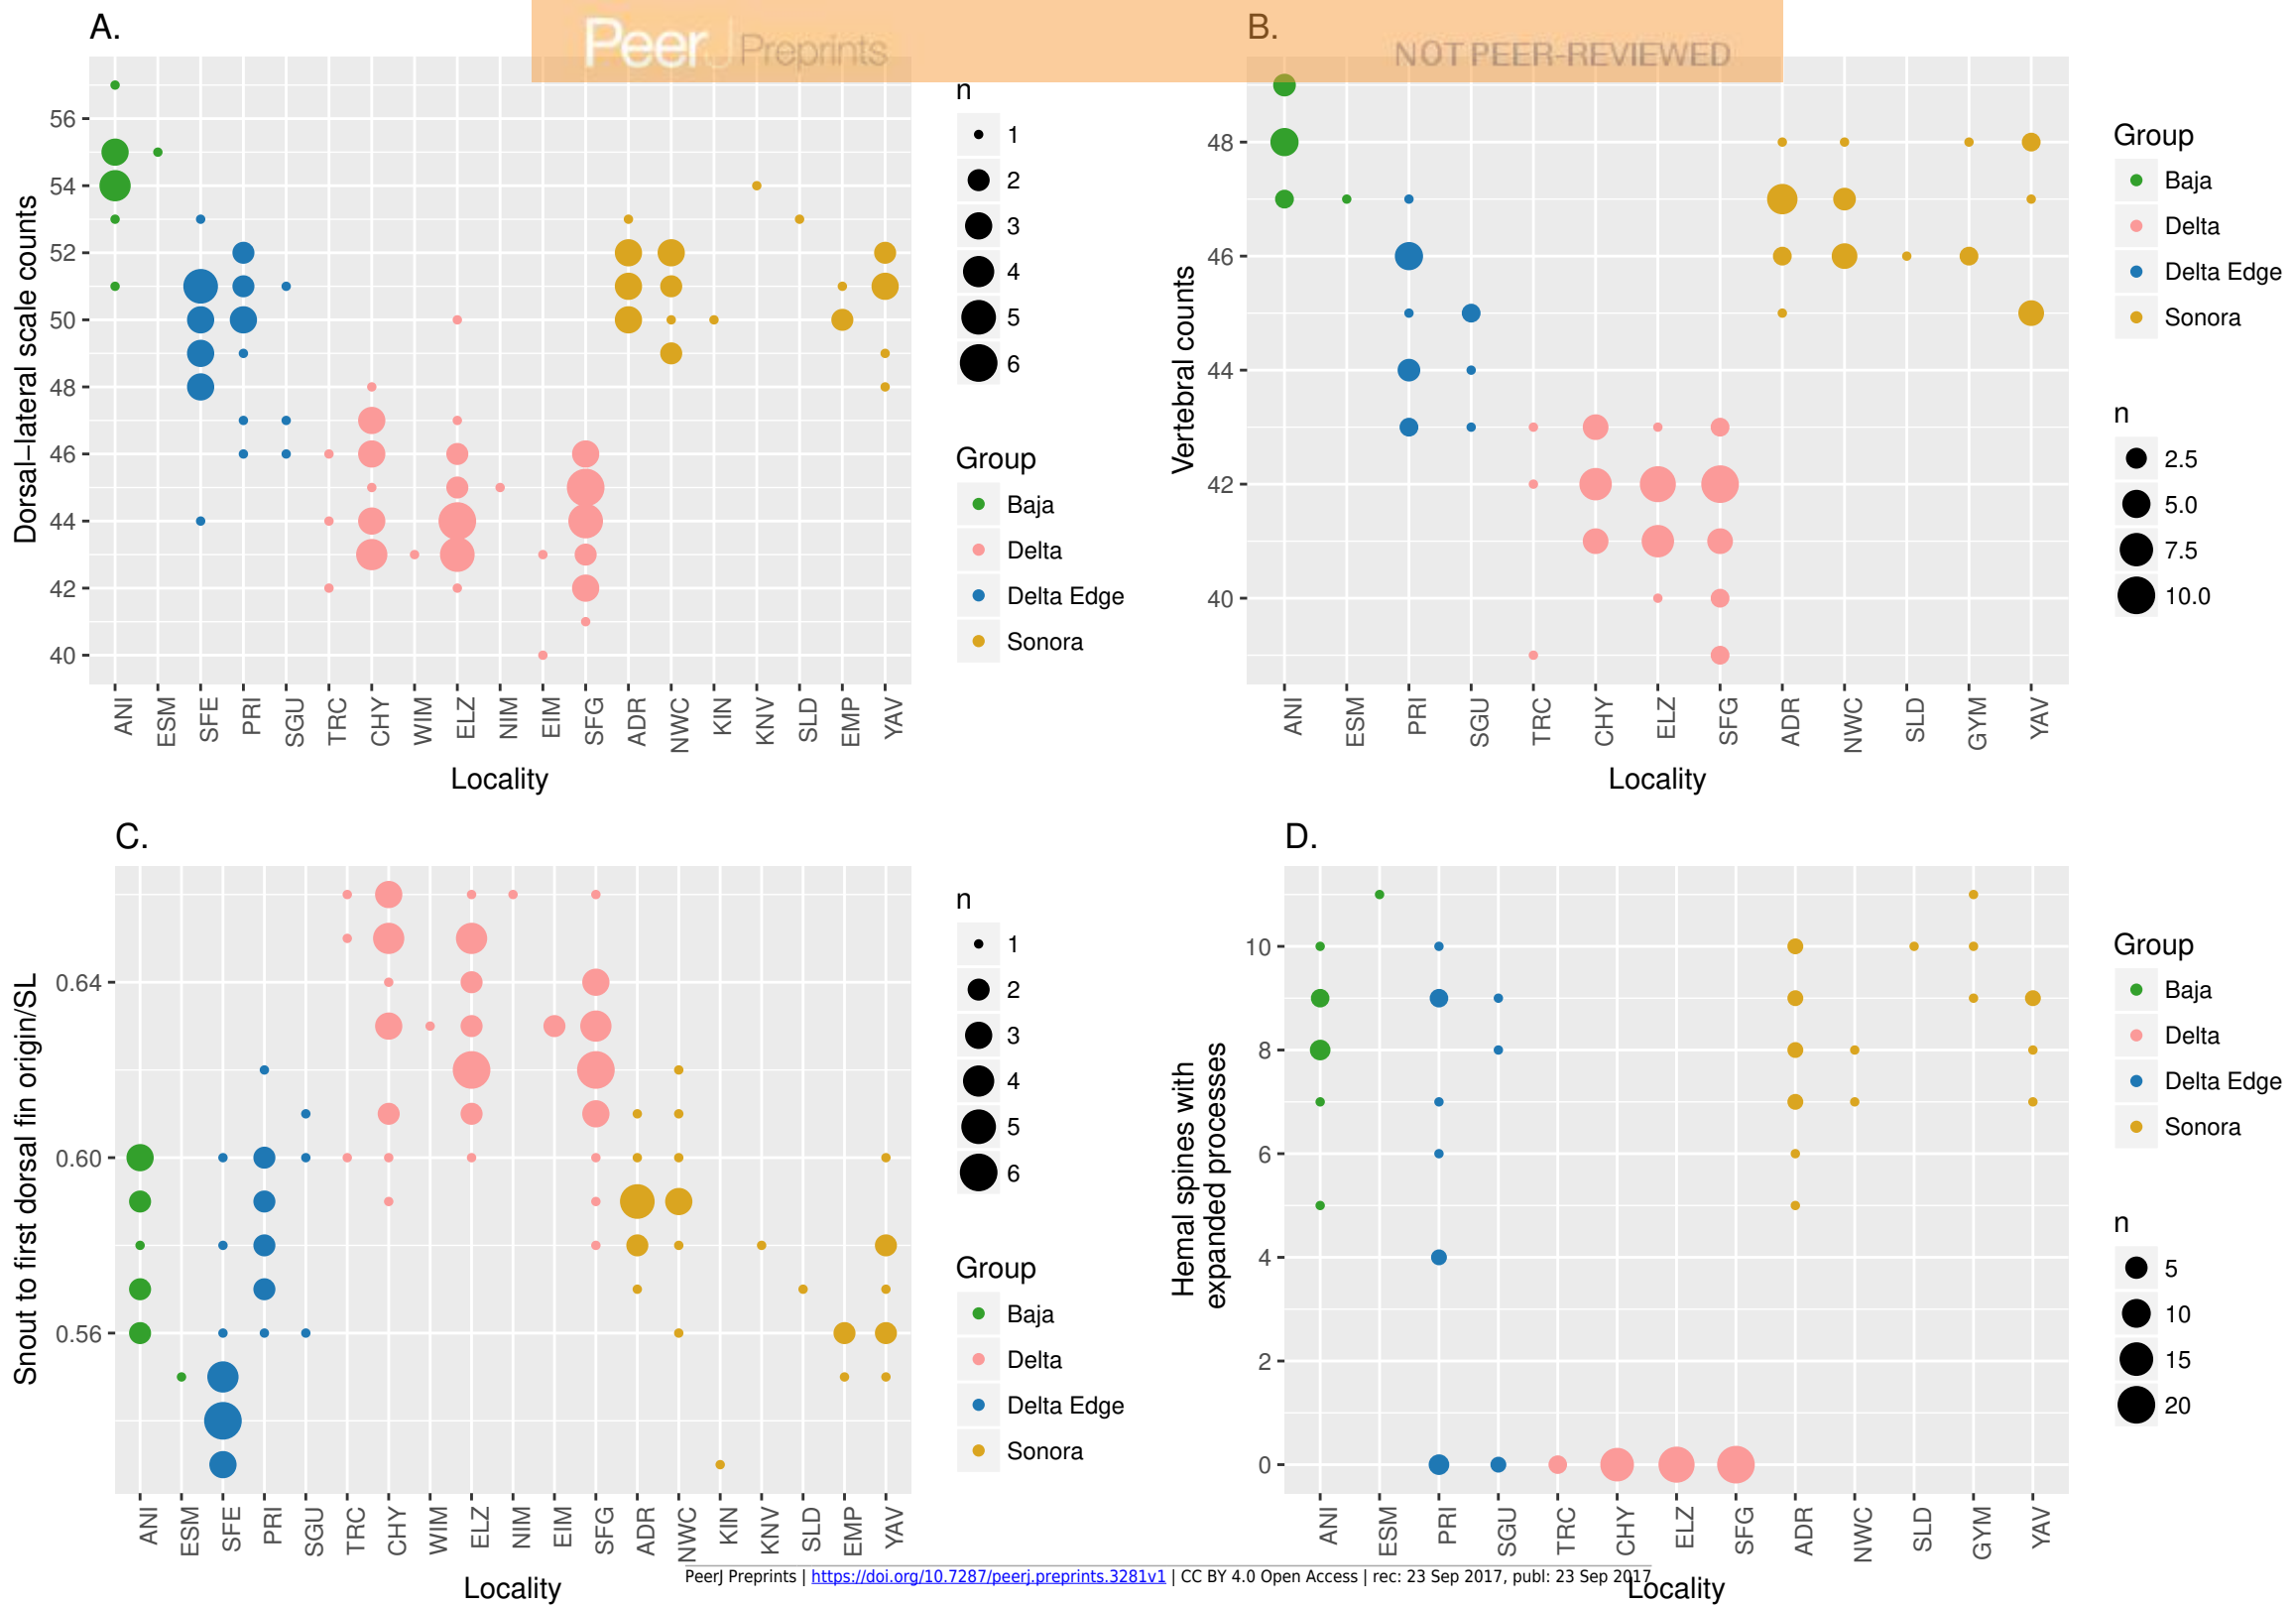 PeerJ Preprints
NOT PEER-REVIEWED
A.
Dorsal–lateral scale counts
56
54
52
50
48
46
44
42
40
ANI
ESM
SFE
PRI
SGU
TRC
CHY
WIM
ELZ
NIM
EIM
SFG
ADR
NWC
KIN
KNV
SLD
EMP
YAV
Locality
n
1
2
3
4
5
6
Group
Baja
Delta
Delta Edge
Sonora
B.
Vertebral counts
48
46
44
42
40
ANI
ESM
PRI
SGU
TRC
CHY
ELZ
SFG
ADR
NWC
SLD
GYM
YAV
Locality
Group
Baja
Delta
Delta Edge
Sonora
n
2.5
5.0
7.5
10.0
C.
Snout to first dorsal fin origin/SL
0.64
0.60
0.56
ANI
ESM
SFE
PRI
SGU
TRC
CHY
WIM
ELZ
NIM
EIM
SFG
ADR
NWC
KIN
KNV
SLD
EMP
YAV
Locality
n
1
2
3
4
5
6
Group
Baja
Delta
Delta Edge
Sonora
D.
Hemal spines with
expanded processes
10
8
6
4
2
0
ANI
ESM
PRI
SGU
TRC
CHY
ELZ
SFG
ADR
NWC
SLD
GYM
YAV
Locality
Group
Baja
Delta
Delta Edge
Sonora
n
5
10
15
20
PeerJ Preprints | https://doi.org/10.7287/peerj.preprints.3281v1 | CC BY 4.0 Open Access | rec: 23 Sep 2017, publ: 23 Sep 2017